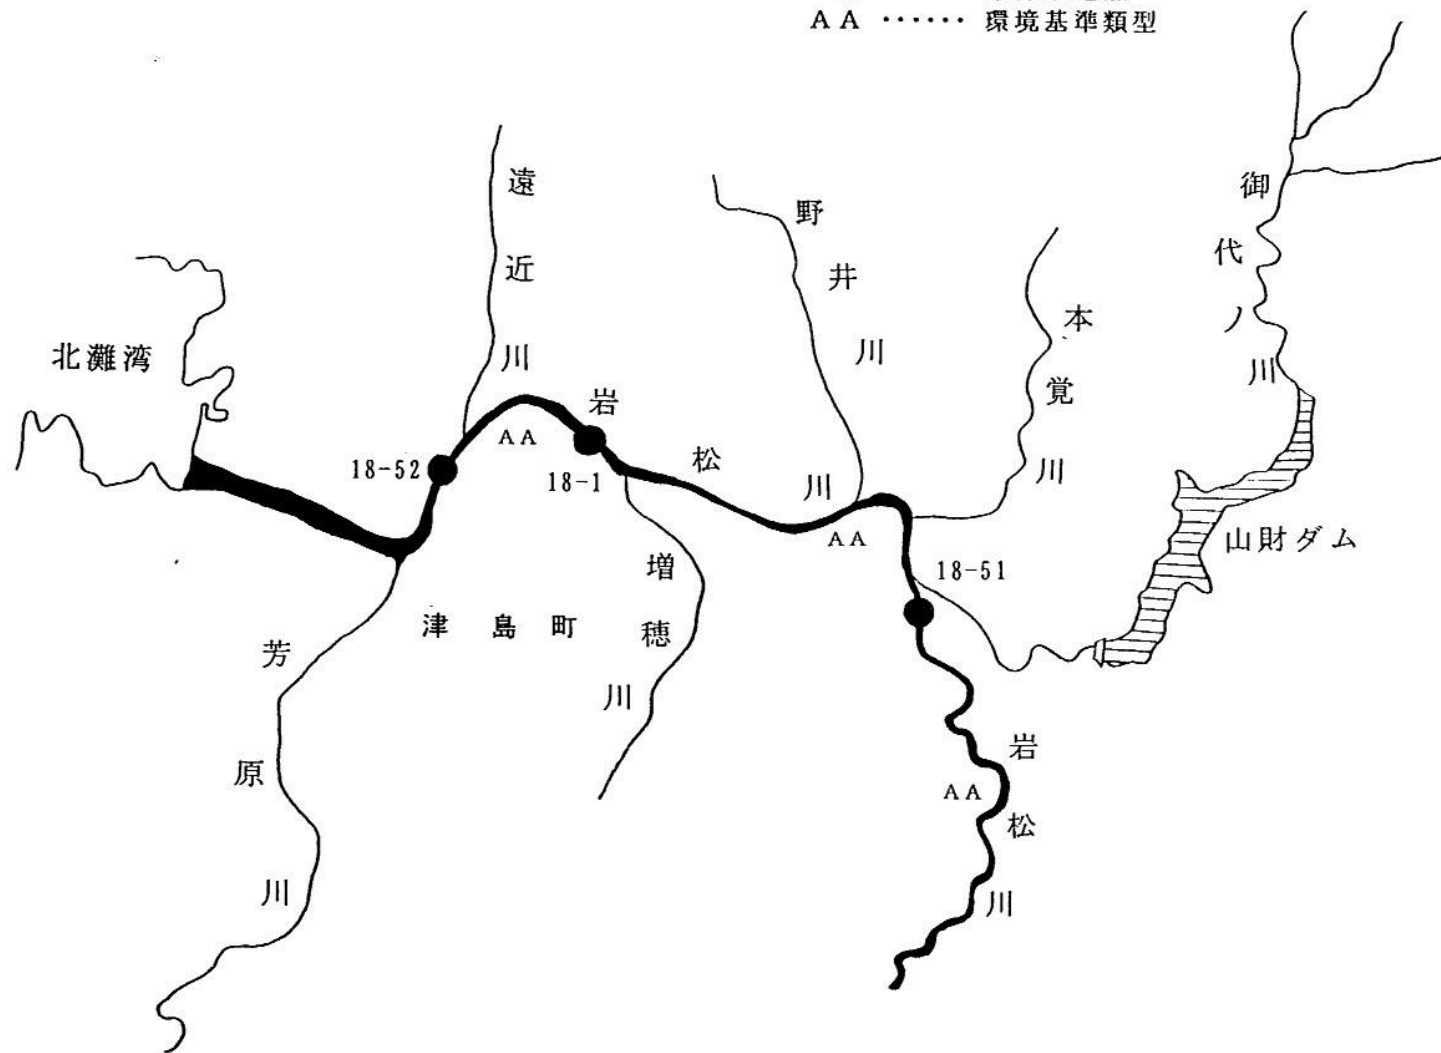 AA ‥‥‥ 環境基準類型
御代ノ川
遠近川
野井川
本覚川
北灘湾
岩松川
AA
18-52
18-1
AA
山財ダム
18-51
増穂川
津島町
芳原川
岩松川
AA